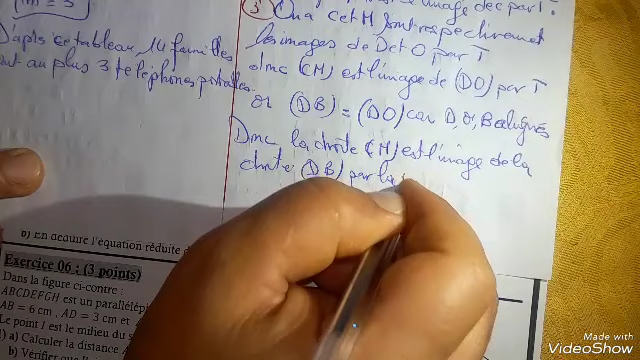 D'après ce tableau, 14 familles
ont au plus 3 téléphones portables.
3 On a C et H sont respectivement
les images de D et O par T
donc (CH) est l'image de (DO) par T
or (DB) = (DO) car D, O, B alignés
Donc la droite (CH) est l'image de la
droite (DB) par la
b) En déduire l'équation réduite d
Exercice 06 : (3 points)
Dans la figure ci-contre :
ABCDEFGH est un parallélépi
AB = 6 cm, AD = 3 cm et
Le point I est le milieu du s
1) a) Calculer la distance
b) Vérifier que l
Made with
VideoShow